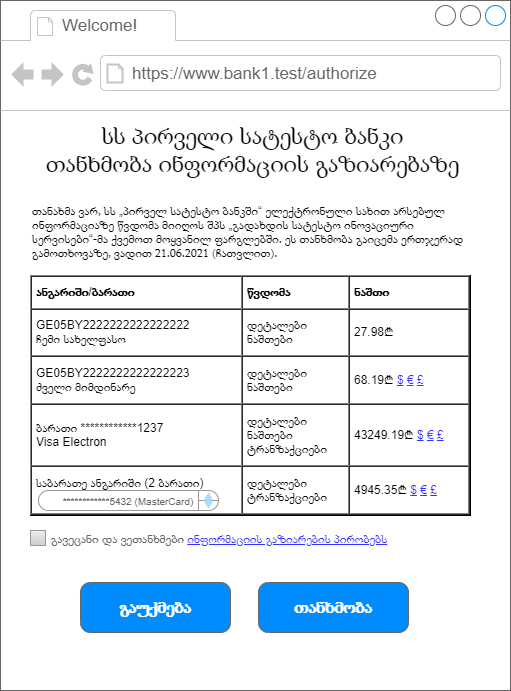 Welcome!
https://www.bank1.test/authorize
სს პირველი სატესტო ბანკი
თანხმობა ინფორმაციის გაზიარებაზე
თანახმა ვარ, სს „პირველ სატესტო ბანკში“ ელექტრონული სახით არსებულ
ინფორმაციაზე წვდომა მიიღოს შპს „გადახდის სატესტო ინოვაციური
სერვისები“-მა ქვემოთ მოყვანილ ფარგლებში. ეს თანხმობა გაიცემა ერთჯერად
გამოთხოვაზე, ვადით 21.06.2021 (ჩათვლით).
ანგარიში/ბარათი წვდომა ნაშთი
GE05BY2222222222222222
ჩემი სახელფასო
დეტალები
ნაშთები
27.98₾
GE05BY2222222222222223
ძველი მიმდინარე
დეტალები
ნაშთები
68.19₾ $ € £
ბარათი ************1237
Visa Electron
დეტალები
ნაშთები
ტრანზაქციები
43249.19₾ $ € £
საბარათე ანგარიში (2 ბარათი)
************5432 (MasterCard)
დეტალები
ტრანზაქციები
4945.35₾ $ € £
გავეცანი და ვეთანხმები ინფორმაციის გაზიარების პირობებს
გაუქმება თანხმობა